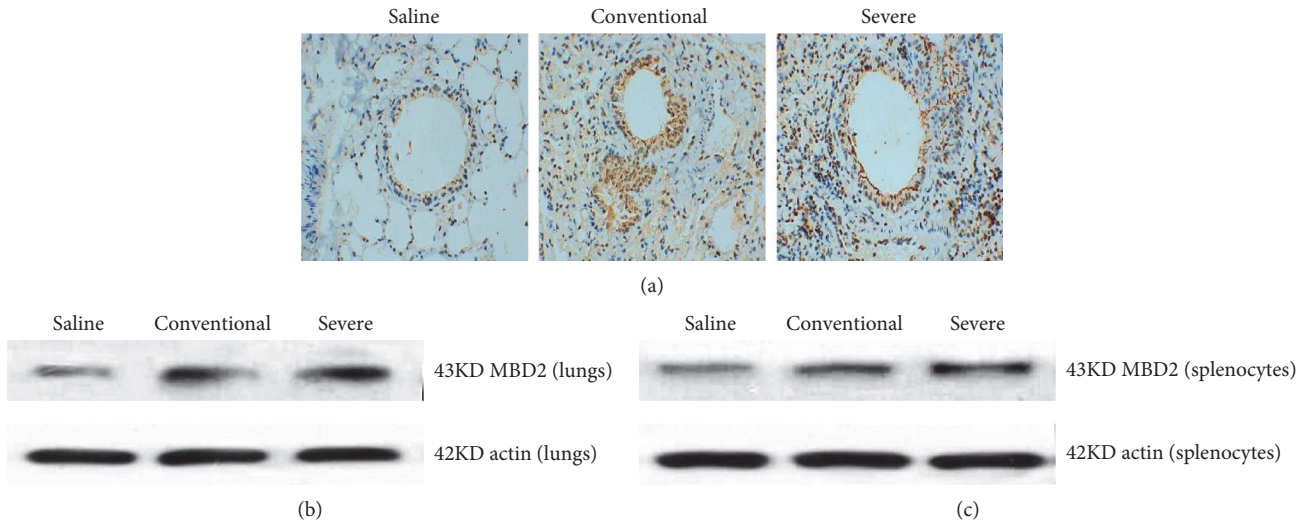 Saline Conventional Severe
(a)
Saline Conventional Severe
43KD MBD2 (lungs)
42KD actin (lungs)
(b)
Saline Conventional Severe
43KD MBD2 (splenocytes)
42KD actin (splenocytes)
(c)